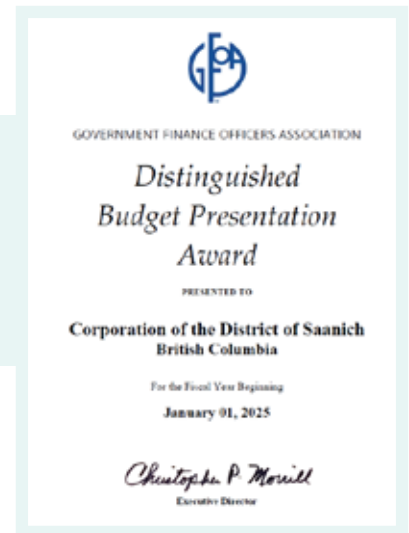 GFOA
GOVERNMENT FINANCE OFFICERS ASSOCIATION
Distinguished
Budget Presentation
Award
PRESENTED TO
Corporation of the District of Saanich
British Columbia
For the Fiscal Year Beginning
January 01, 2025
Christopher P. Morrill
Executive Director